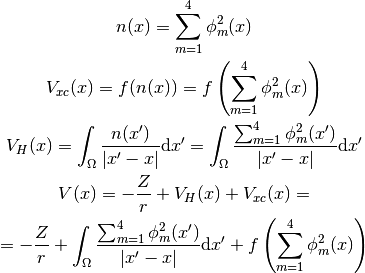 n(x) = \sum_{m=1}^{4} \phi_m^2(x)
V_{xc}(x) = f(n(x)) = f\left(\sum_{m=1}^{4} \phi_m^2(x)\right)
V_H(x) = \int_{\Omega} \frac{n(x')}{|x' - x|} \mathrm{d}x' = \int_{\Omega} \frac{\sum_{m=1}^{4} \phi_m^2(x')}{|x' - x|} \mathrm{d}x'
V(x) = -\frac{Z}{r} + V_H(x) + V_{xc}(x) =
= -\frac{Z}{r} + \int_{\Omega} \frac{\sum_{m=1}^{4} \phi_m^2(x')}{|x' - x|} \mathrm{d}x' + f\left(\sum_{m=1}^{4} \phi_m^2(x)\right)